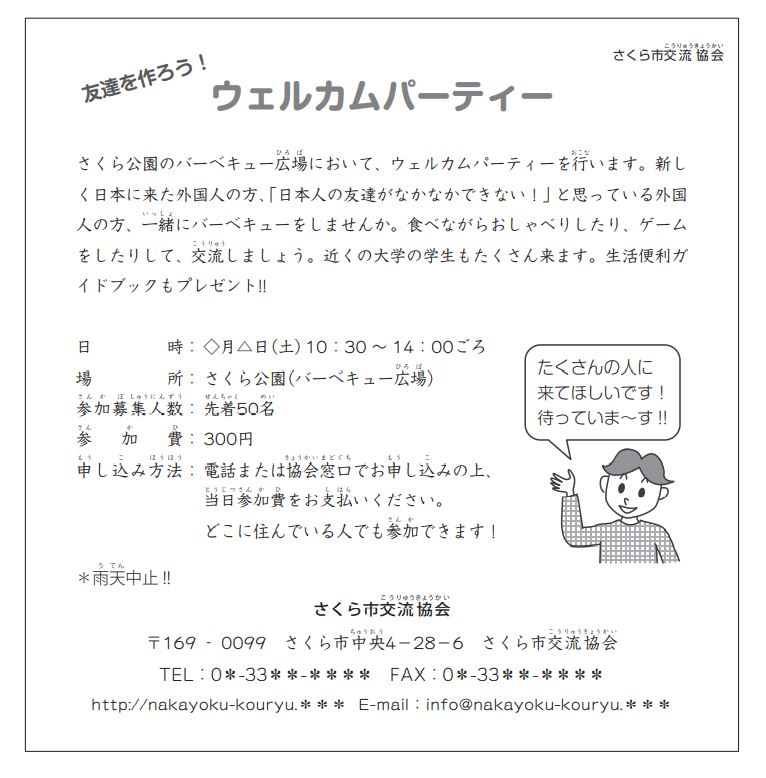 さくら市交流協会
友達を作ろう！
ウェルカムパーティー
さくら公園のバーベキュー広場において、ウェルカムパーティーを行います。新し
く日本に来た外国人の方、「日本人の友達がなかなかできない！」と思っている外国
人の方、一緒にバーベキューをしませんか。食べながらおしゃべりしたり、ゲーム
をしたりして、交流しましょう。近くの大学の学生もたくさん来ます。生活便利ガ
イドブックもプレゼント!!
日時：◇月△日(土)10：30～14：00ごろ
場所：さくら公園(バーベキュー広場)
参加募集人数：先着50名
参加費：300円
申し込み方法：電話または協会窓口でお申し込みの上、
当日参加費をお支払いください。
どこに住んでいる人でも参加できます！
たくさんの人に
来てほしいです！
待っていま～す!!
＊雨天中止!!
さくら市交流協会
〒169 - 0099　さくら市中央4－28－6　さくら市交流協会
TEL：0＊-33＊＊-＊＊＊＊　FAX：0＊-33＊＊-＊＊＊＊
http://nakayoku-kouryu.＊＊＊　E-mail：info@nakayoku-kouryu.＊＊＊